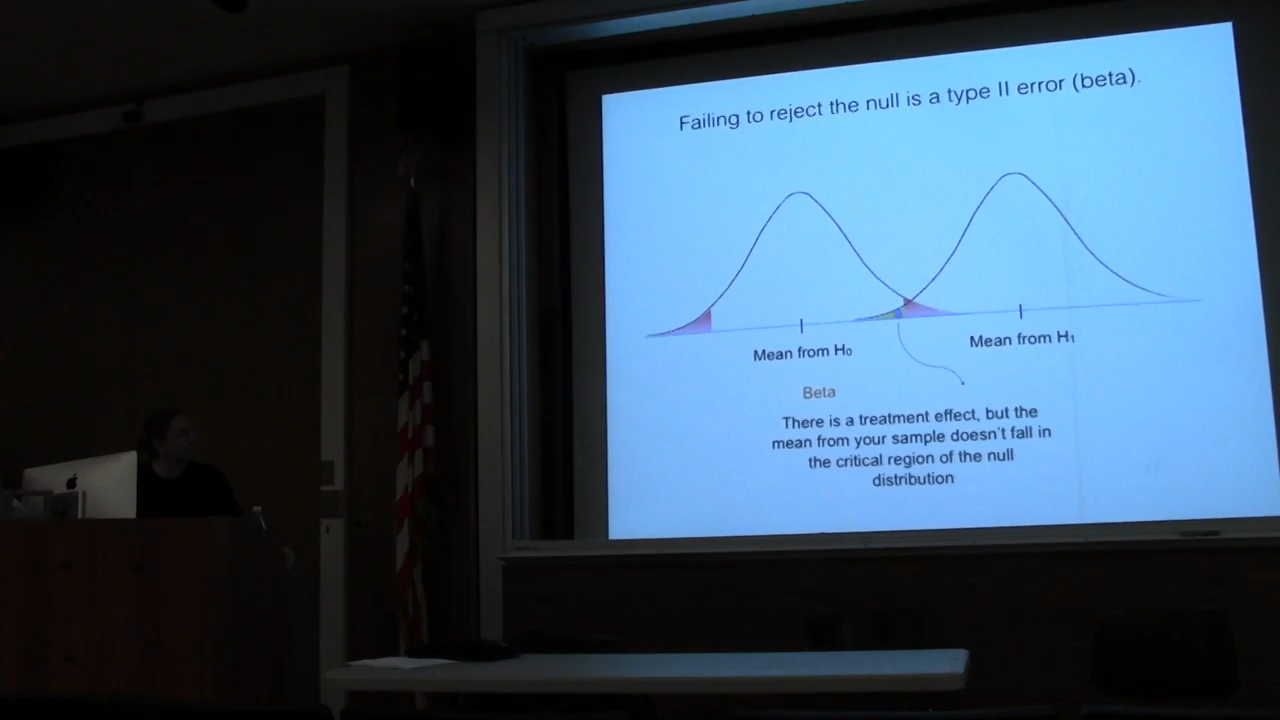 Failing to reject the null is a type II error (beta).
Mean from H₀
Mean from H₁
Beta
There is a treatment effect, but the
mean from your sample doesn't fall in
the critical region of the null
distribution